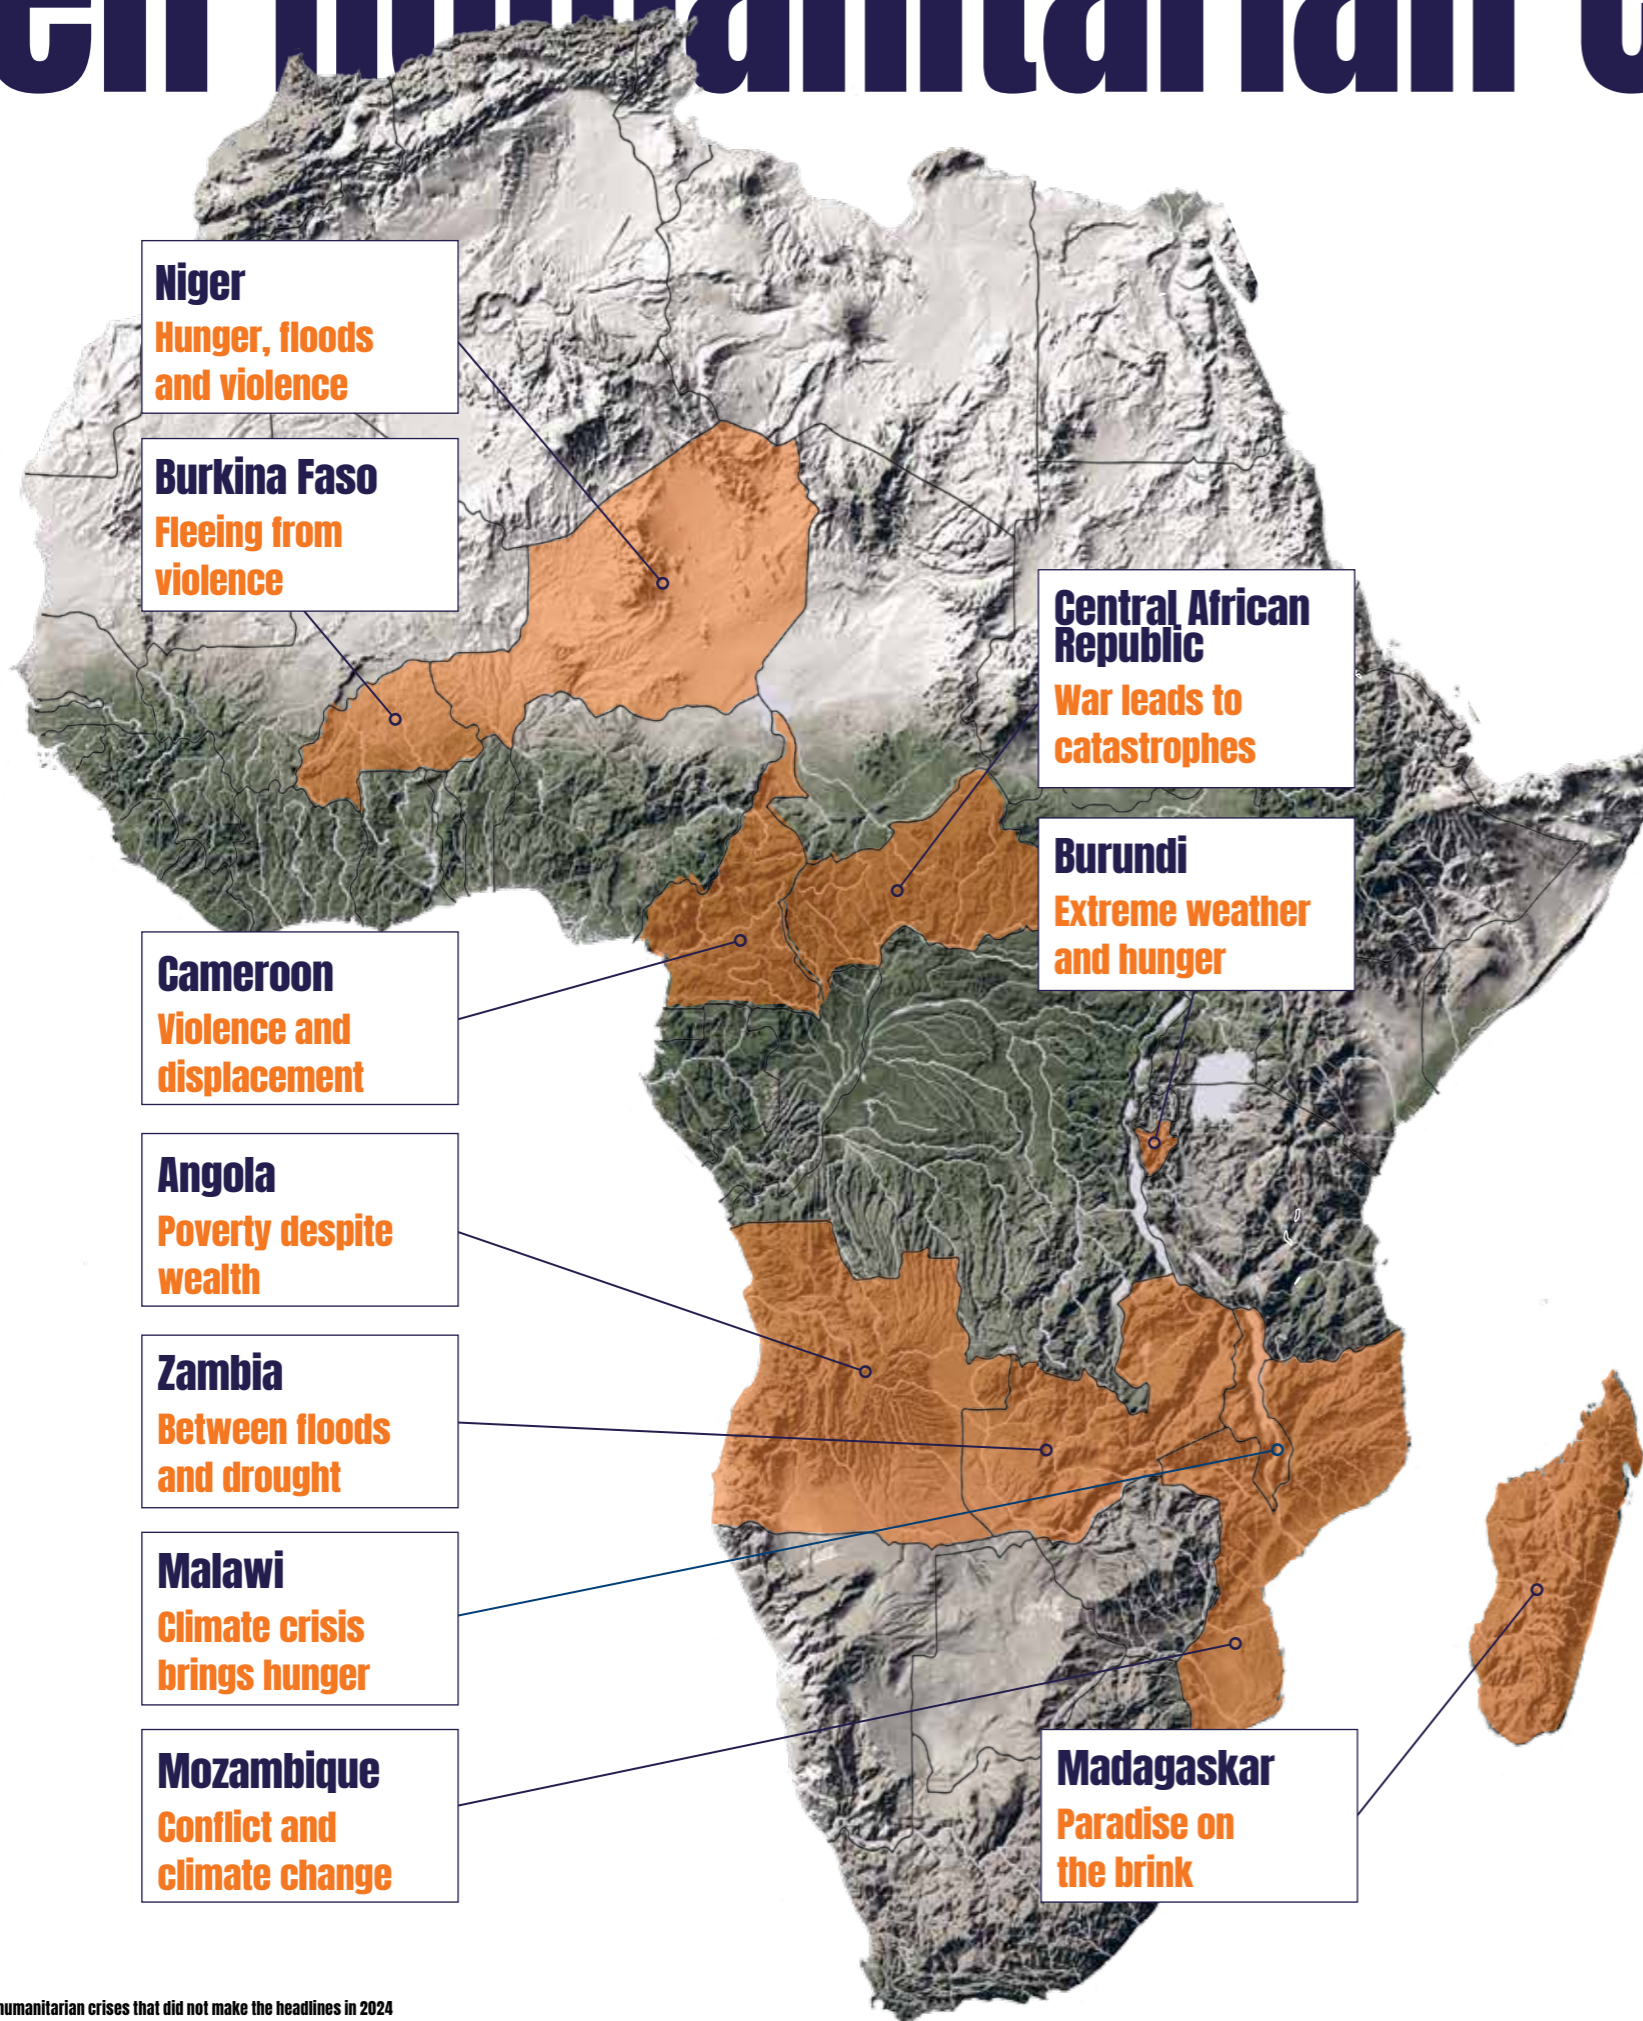 humanitarian
Niger
Hunger, floods
and violence
Burkina Faso
Fleeing from
violence
Central African
Republic
War leads to
catastrophes
Burundi
Extreme weather
and hunger
Cameroon
Violence and
displacement
Angola
Poverty despite
wealth
Zambia
Between floods
and drought
Malawi
Climate crisis
brings hunger
Mozambique
Conflict and
climate change
Madagaskar
Paradise on
the brink
humanitarian crises that did not make the headlines in 2024